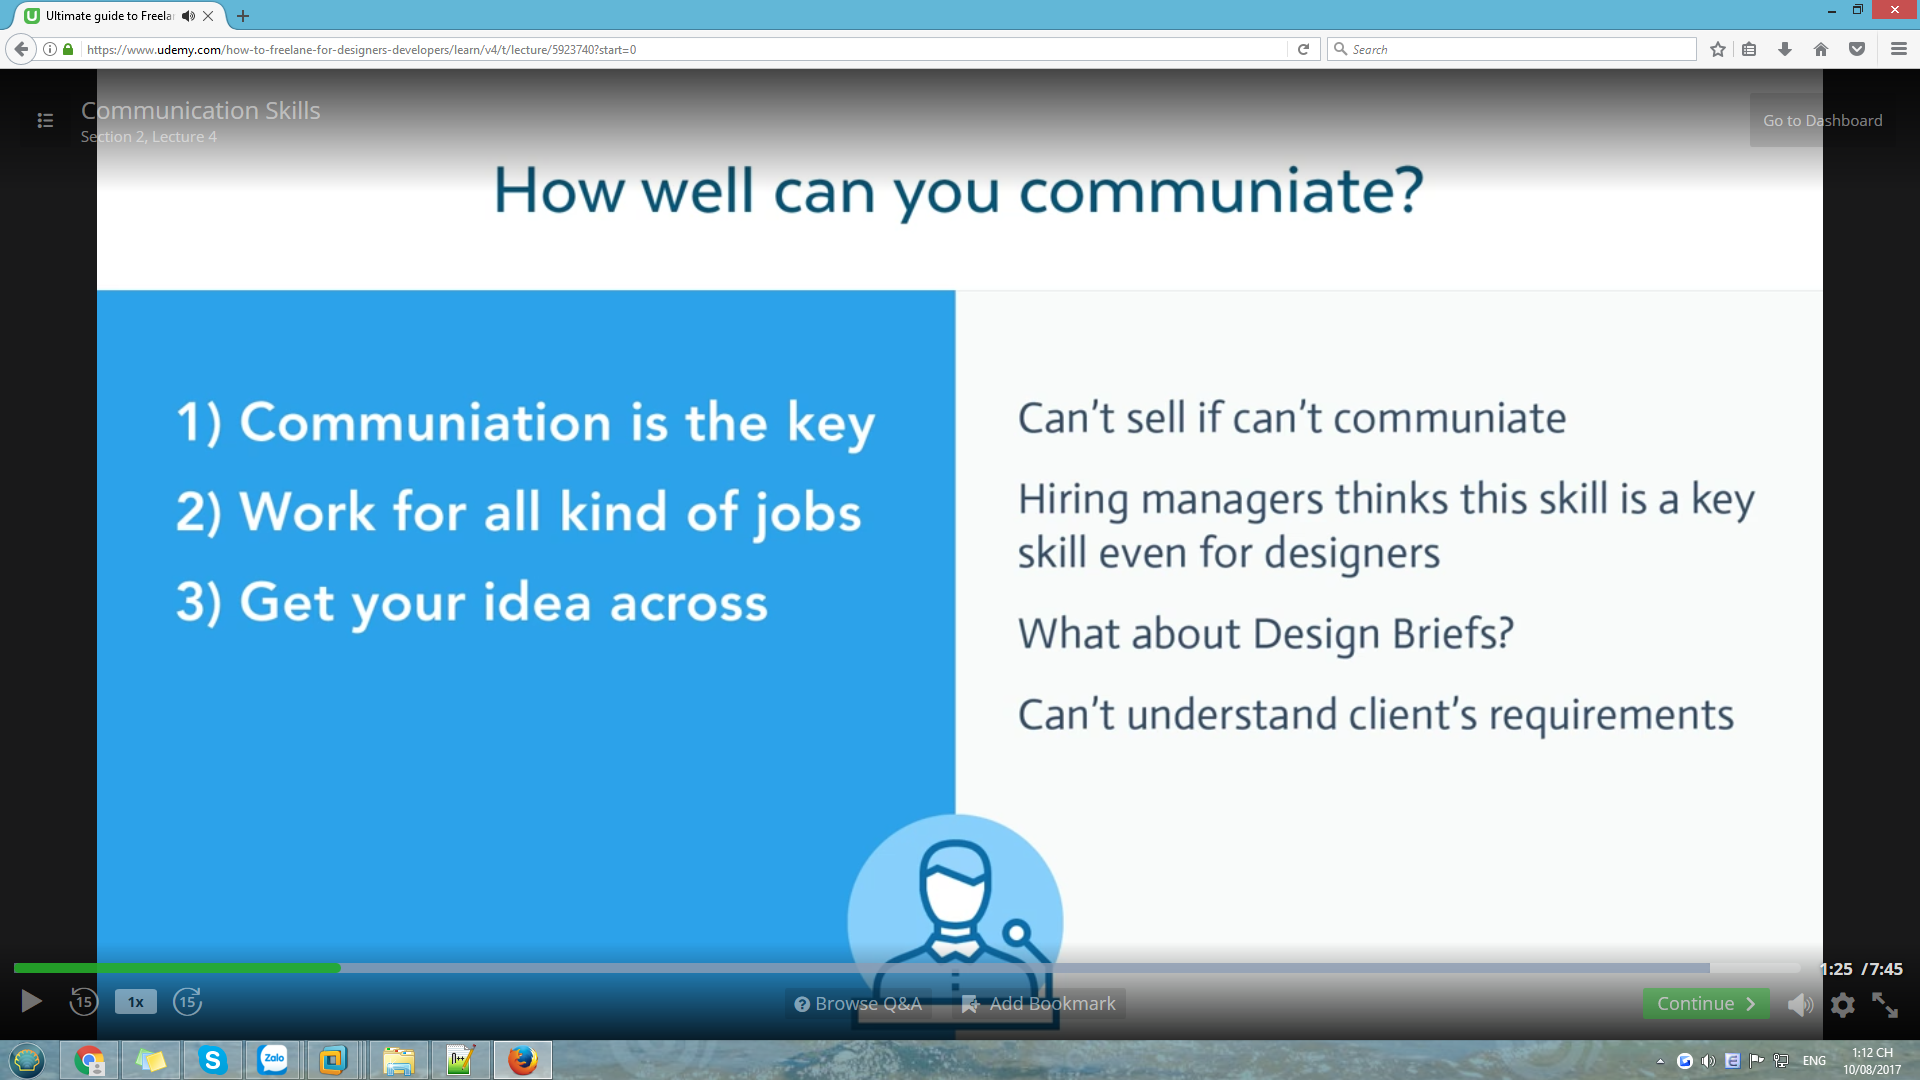 Ultimate guide to Freela
https://www.udemy.com/how-to-freelane-for-designers-developers/learn/v4/t/lecture/5923740?start=0
Search
Communication Skills
Section 2, Lecture 4
Go to Dashboard
How well can you communiate?
1) Communiation is the key
2) Work for all kind of jobs
3) Get your idea across
Can't sell if can't communiate
Hiring managers thinks this skill is a key
skill even for designers
What about Design Briefs?
Can't understand client's requirements
1:25 / 7:45
15
1x
15
Browse Q&A
Add Bookmark
Continue
Zalo
n++
ENG
1:12 CH
10/08/2017